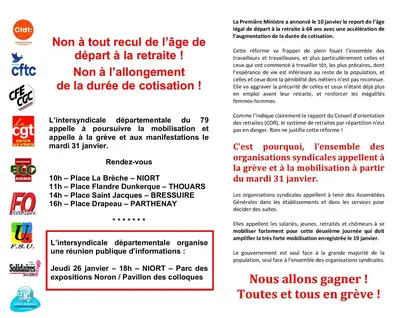 Cfdt:
cftc
CFE
CGC
la
cgt
DEUX
SEVRES
ECO
FO
F.S.U.
Solidaires
Non à tout recul de l'âge de
départ à la retraite !
Non à l'allongement
de la durée de cotisation !
L'intersyndicale départementale du 79
appelle à poursuivre la mobilisation et
appelle à la grève et aux manifestations le
mardi 31 janvier.
Rendez-vous
10h – Place La Brèche – NIORT
11h – Place Flandre Dunkerque – THOUARS
14h – Place Saint Jacques – BRESSUIRE
16h – Place Drapeau – PARTHENAY
* * * * * * *
L'intersyndicale départementale organise
une réunion publique d'informations :
Jeudi 26 janvier – 18h – NIORT – Parc des
expositions Noron / Pavillon des colloques
La Première Ministre a annoncé le 10 janvier le report de l'âge
légal de départ à la retraite à 64 ans avec une accélération de
l'augmentation de la durée de cotisation.
Cette réforme va frapper de plein fouet l'ensemble des
travailleurs et travailleuses, et plus particulièrement celles et
ceux qui ont commencé à travailler tôt, les plus précaires, dont
l'espérance de vie est inférieure au reste de la population, et
celles et ceux dont la pénibilité des métiers n'est pas reconnue.
Elle va aggraver la précarité de celles et ceux n'étant déjà plus
en emploi avant leur retraite, et renforcer les inégalités
femmes-hommes.
Comme l'indique clairement le rapport du Conseil d'orientation
des retraites (COR), le système de retraites par répartition n'est
pas en danger. Rien ne justifie cette réforme !
C'est pourquoi, l'ensemble des
organisations syndicales appellent
à la grève et à la mobilisation à partir
du mardi 31 janvier.
Les organisations syndicales appellent à tenir des Assemblées
Générales dans les établissements et dans les services pour
décider des suites.
Elles appellent les salariés, jeunes, retraités et chômeurs à se
mobiliser fortement pour cette deuxième journée qui doit
amplifier la très forte mobilisation enregistrée le 19 janvier.
Le gouvernement est seul face à la grande majorité de la
population, et seul face à l'ensemble des organisations syndicales.
Nous allons gagner !
Toutes et tous en grève !